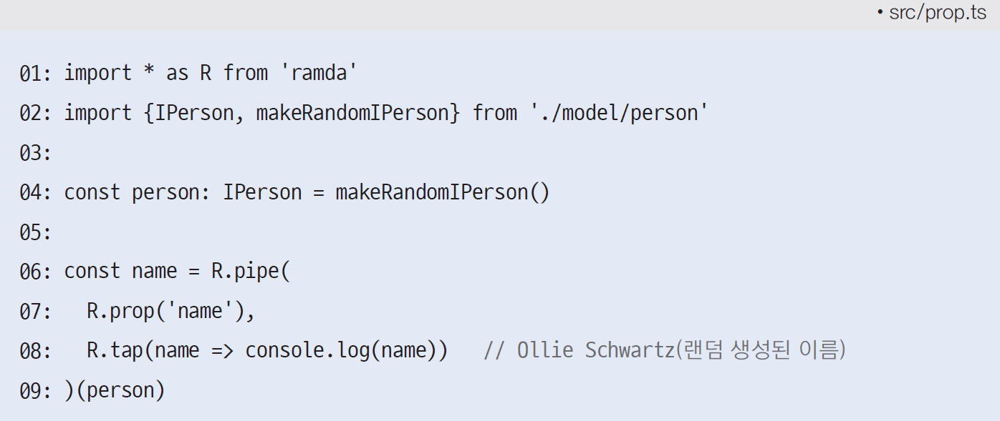 • src/prop.ts
01: import * as R from 'ramda'
02: import {IPerson, makeRandomIPerson} from './model/person'
03:
04: const person: IPerson = makeRandomIPerson()
05:
06: const name = R.pipe(
07:   R.prop('name'),
08:   R.tap(name => console.log(name))   // Ollie Schwartz(랜덤 생성된 이름)
09: )(person)